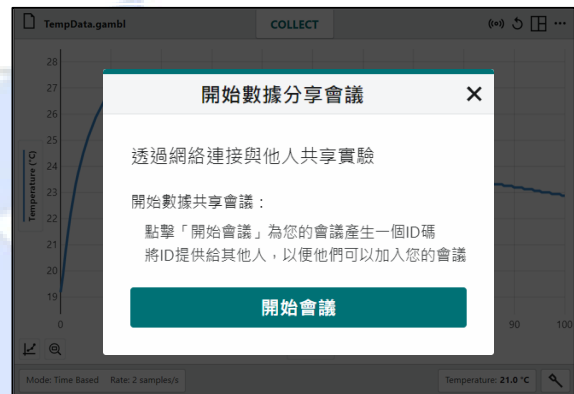 TempData.gambl
COLLECT
28
27
26
25
24
23
22
21
20
19
Temperature (°C)
開始數據分享會議
透過網絡連接與他人共享實驗
開始數據共享會議：
點擊「開始會議」為您的會議產生一個ID碼
將ID提供給其他人，以便他們可以加入您的會議
開始會議
0
90
100
Mode: Time Based Rate: 2 samples/s
Temperature: 21.0 °C